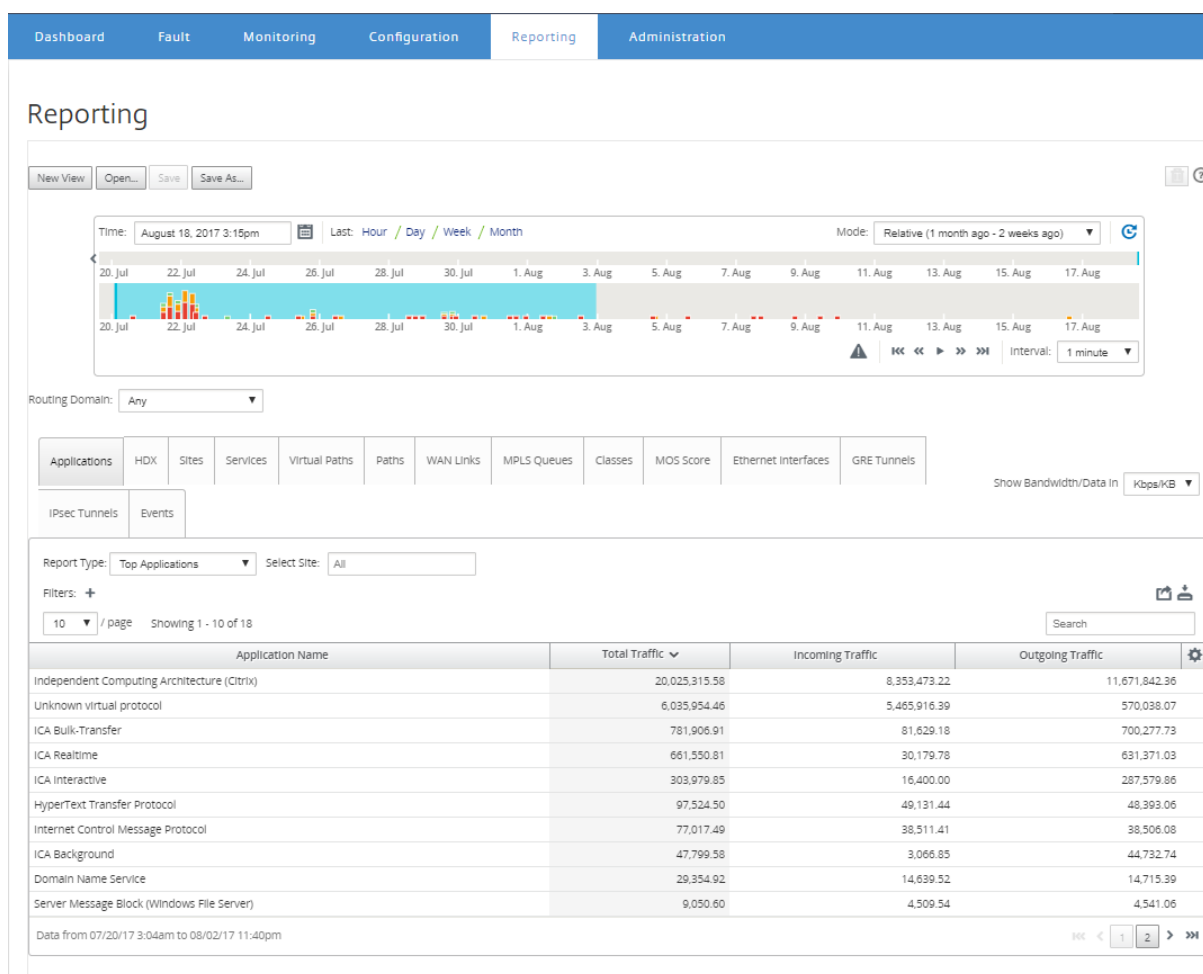 Dashboard Fault Monitoring Configuration Reporting Administration
Reporting
New View Open... Save Save As...
Time: August 18, 2017 3:15pm Last: Hour / Day / Week / Month Mode: Relative (1 month ago - 2 weeks ago)
20. Jul 22. Jul 24. Jul 26. Jul 28. Jul 30. Jul 1. Aug 3. Aug 5. Aug 7. Aug 9. Aug 11. Aug 13. Aug 15. Aug 17. Aug
20. Jul 22. Jul 24. Jul 26. Jul 28. Jul 30. Jul 1. Aug 3. Aug 5. Aug 7. Aug 9. Aug 11. Aug 13. Aug 15. Aug 17. Aug
Interval: 1 minute
Routing Domain: Any
Applications HDX Sites Services Virtual Paths Paths WAN Links MPLS Queues Classes MOS Score Ethernet Interfaces GRE Tunnels
Show Bandwidth/Data In Kbps/KB
IPsec Tunnels Events
Report Type: Top Applications Select Site: All
Filters: +
10 / page Showing 1 - 10 of 18 Search
Application Name Total Traffic Incoming Traffic Outgoing Traffic
Independent Computing Architecture (Citrix) 20,025,315.58 8,353,473.22 11,671,842.36
Unknown virtual protocol 6,035,954.46 5,465,916.39 570,038.07
ICA Bulk-Transfer 781,906.91 81,629.18 700,277.73
ICA Realtime 661,550.81 30,179.78 631,371.03
ICA Interactive 303,979.85 16,400.00 287,579.86
HyperText Transfer Protocol 97,524.50 49,131.44 48,393.06
Internet Control Message Protocol 77,017.49 38,511.41 38,506.08
ICA Background 47,799.58 3,066.85 44,732.74
Domain Name Service 29,354.92 14,639.52 14,715.39
Server Message Block (Windows File Server) 9,050.60 4,509.54 4,541.06
Data from 07/20/17 3:04am to 08/02/17 11:40pm 1 2